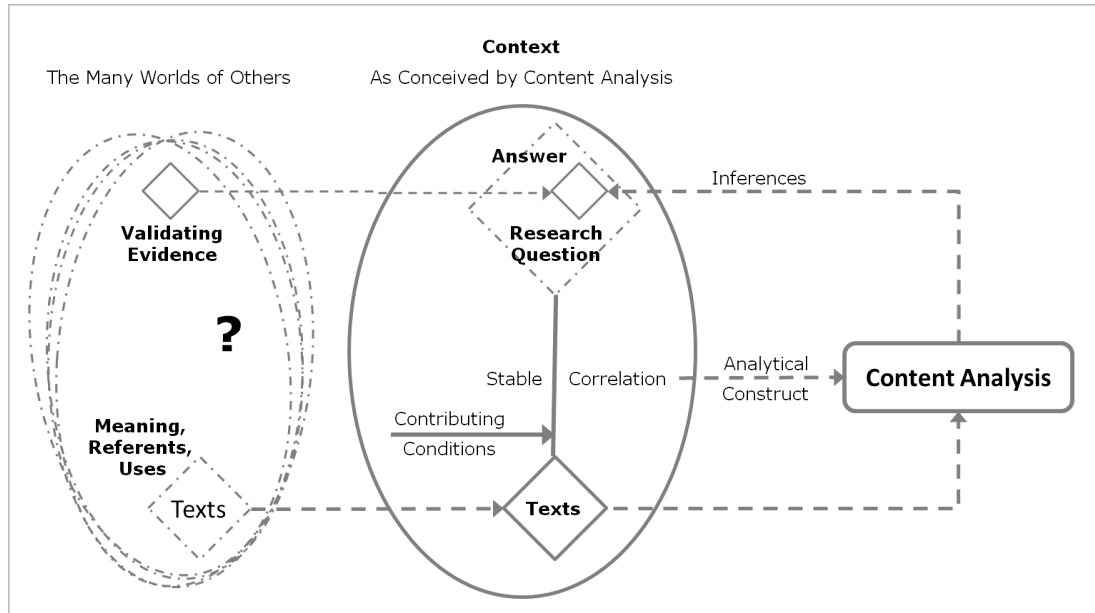 Context
The Many Worlds of Others
As Conceived by Content Analysis
Answer
Inferences
Validating
Evidence
Research
Question
?
Stable Correlation
Analytical
Construct
Content Analysis
Contributing
Conditions
Meaning,
Referents,
Uses
Texts
Texts